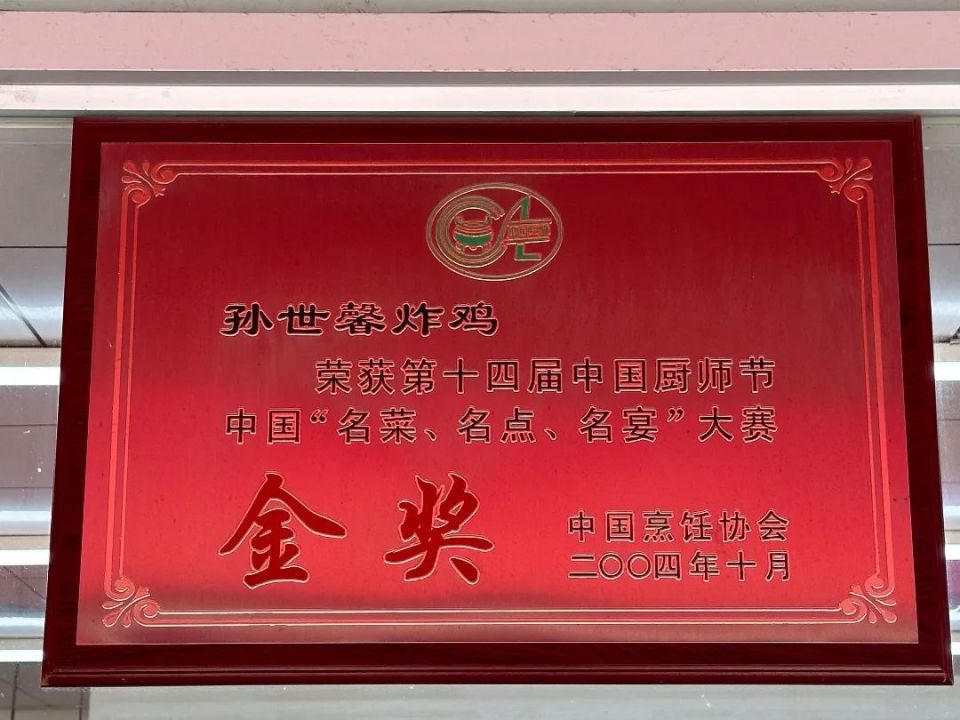 孙世馨炸鸡
荣获第十四届中国厨师节
中国“名菜、名点、名宴”大赛
金奖
中国烹饪协会
二〇〇四年十月